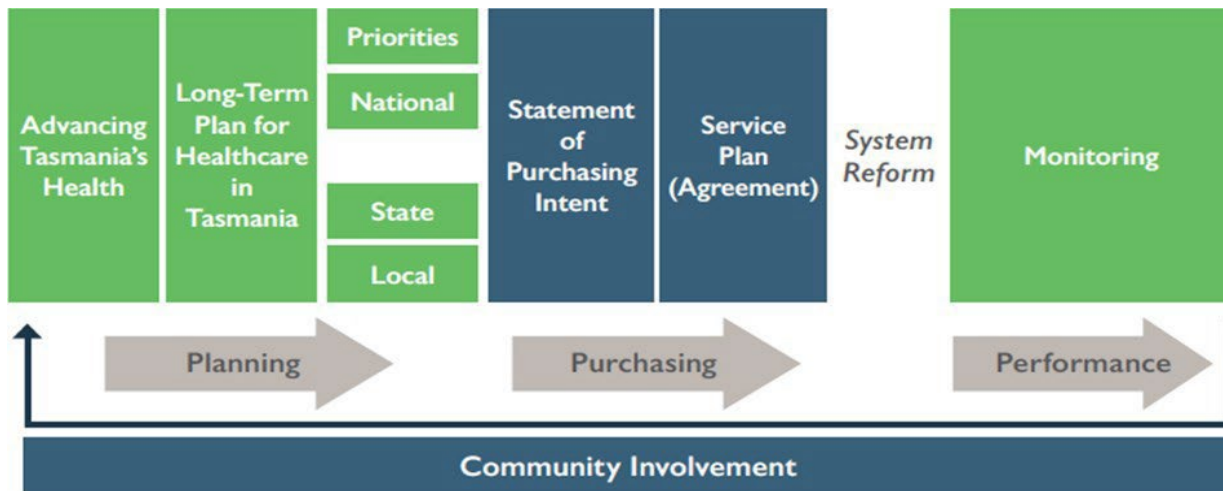 Advancing
Tasmania's
Health
Long-Term
Plan for
Healthcare
in
Tasmania
Priorities
National
State
Local
Statement
of
Purchasing
Intent
Service
Plan
(Agreement)
System
Reform
Monitoring
Planning
Purchasing
Performance
Community Involvement